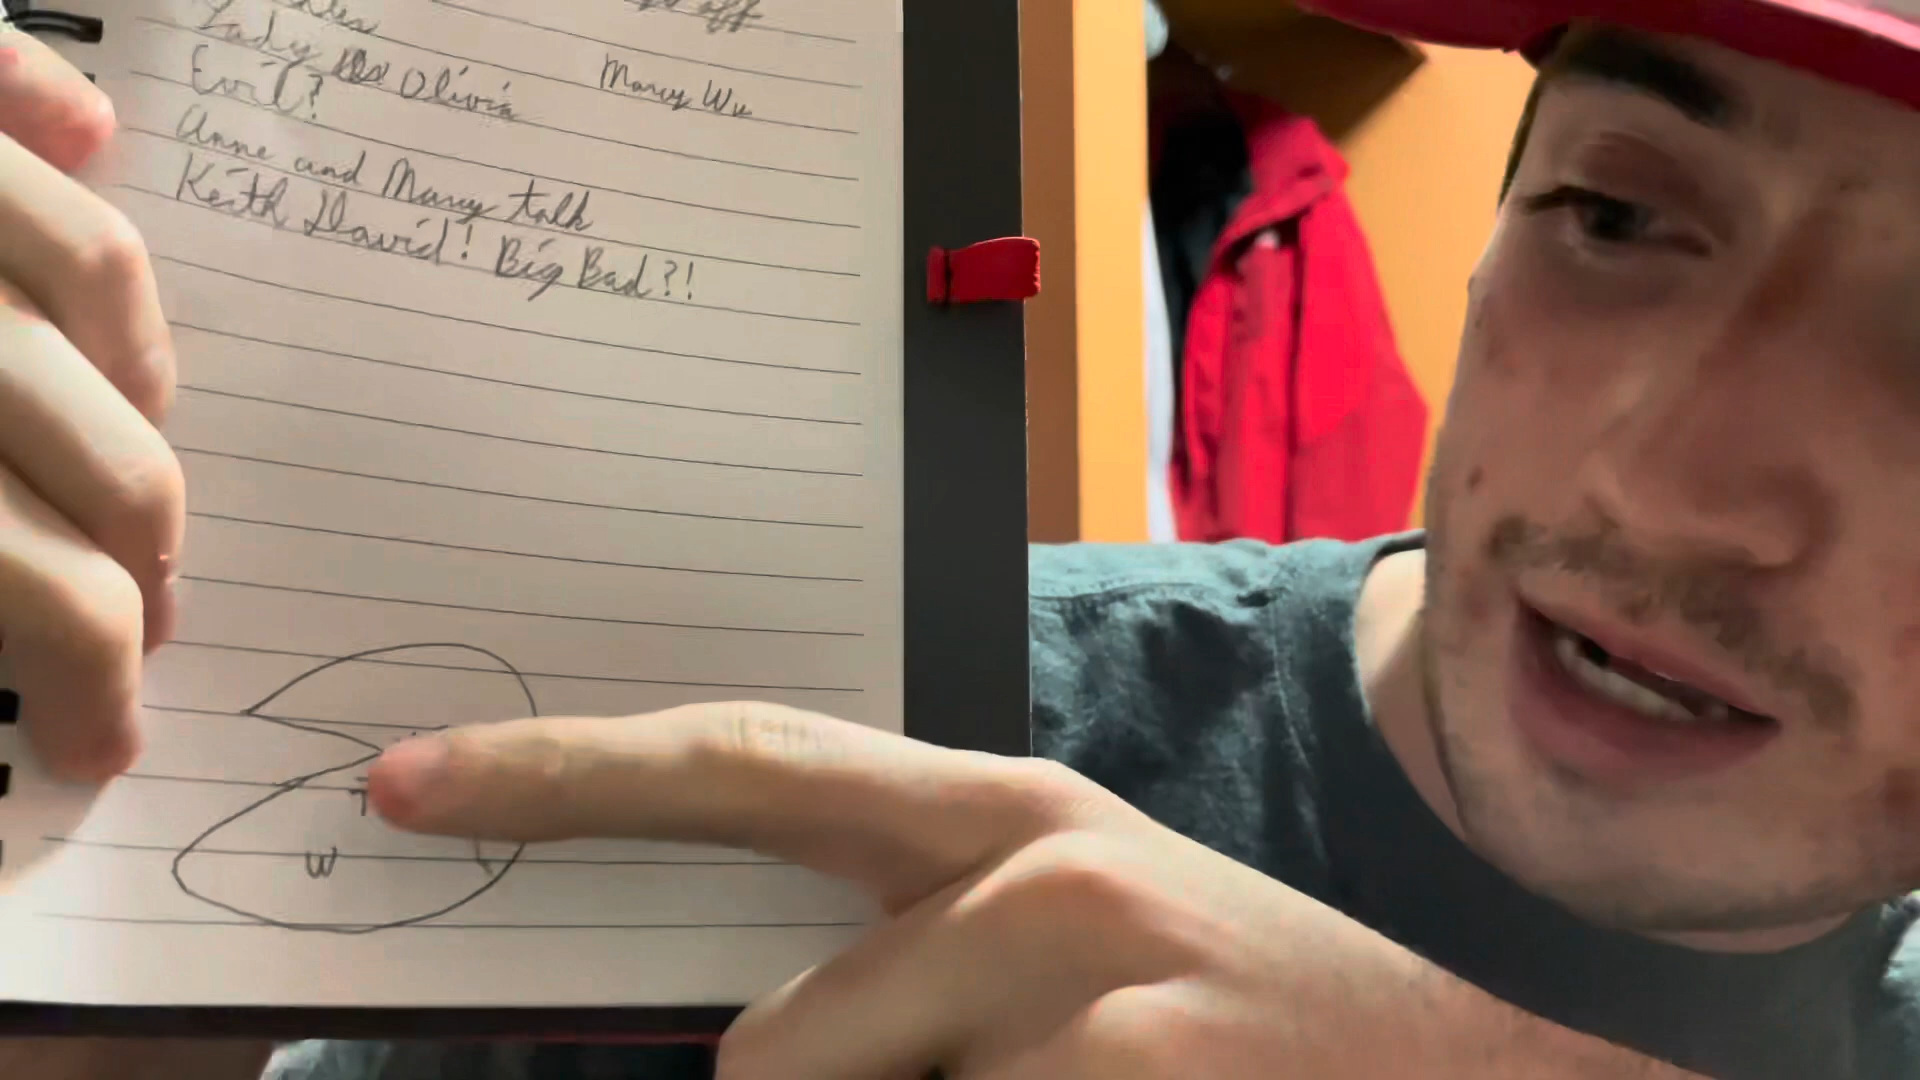 Lady Olivia
Evil?
Marcy Wu
Anne and Marcy talk
Keith David! Big Bad?!
W